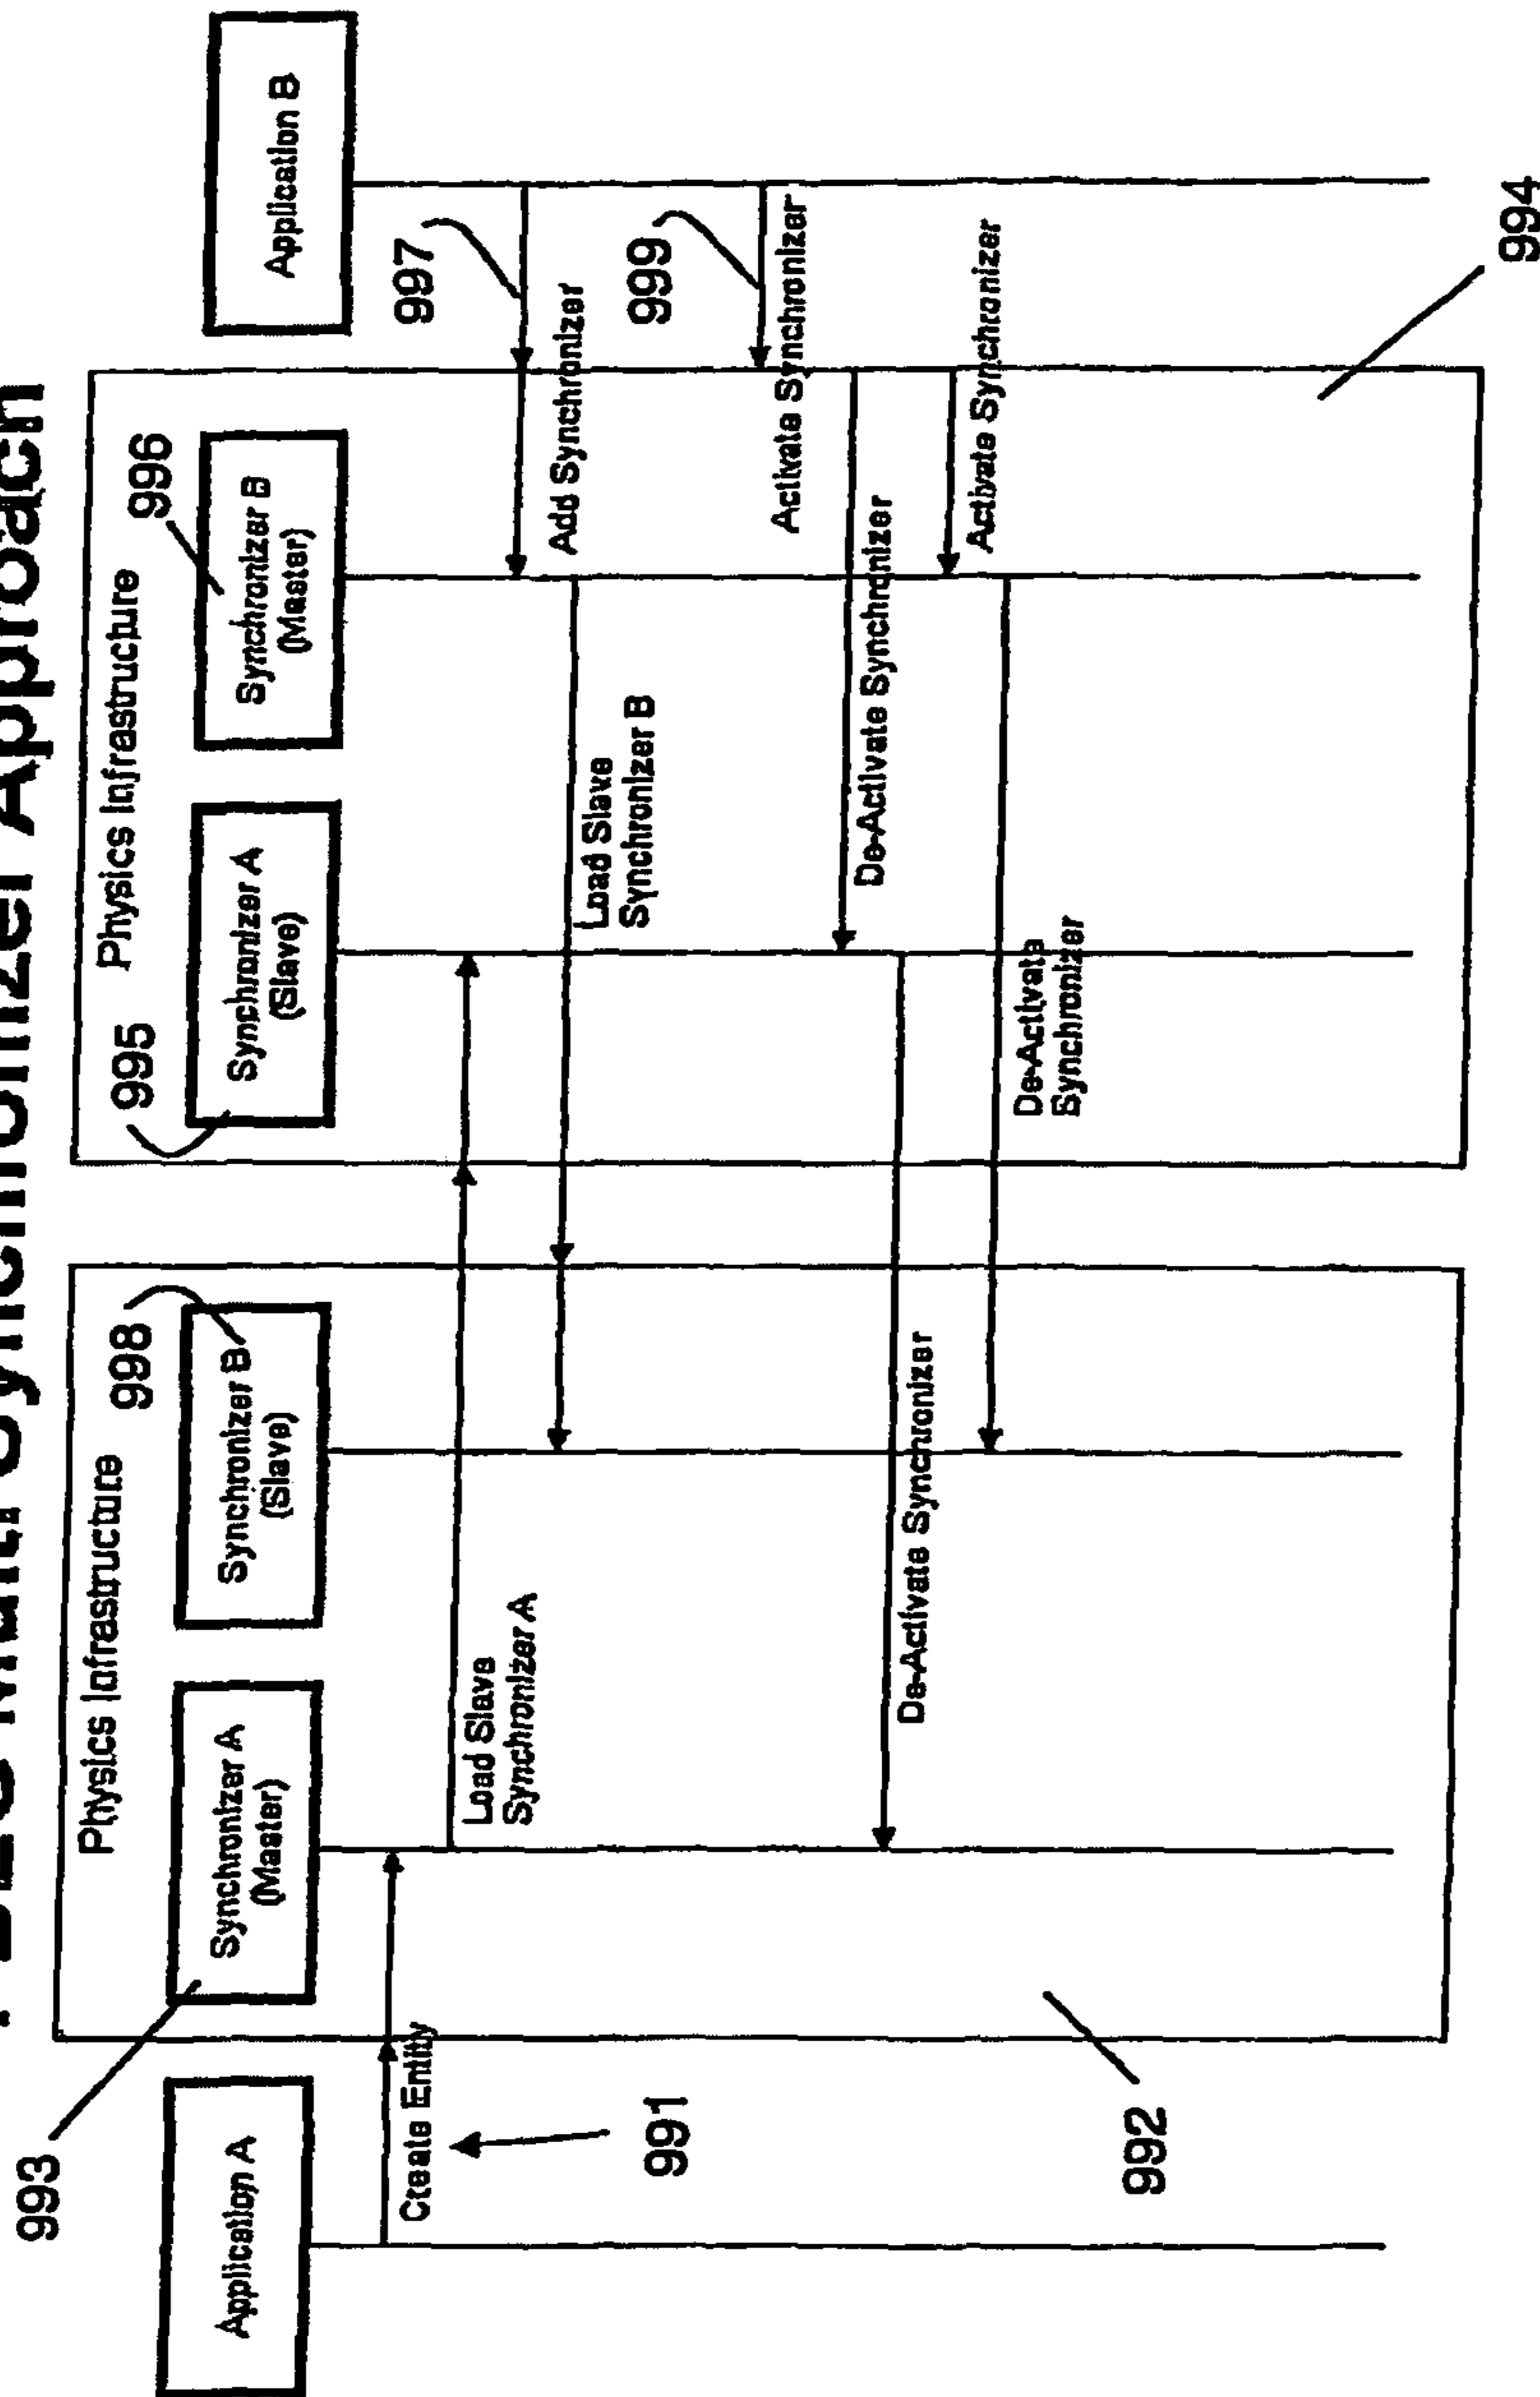 Multi Synchronizer Approach
993
Application A
Create Entity
991
Physics Infrastructure
998
Synchronizer A
(Master)
Synchronizer B
(Slave)
Load Slave
Synchronizer A
De-Activate Synchronizer
992
995
Physics Infrastructure
996
Synchronizer A
(Slave)
Synchronizer B
(Master)
Load Slave
Synchronizer B
De-Activate Synchronizer
De-Activate
Synchronizer
Application B
997
Add Synchronizer
999
Activate Synchronizer
Activate Synchronizer
994